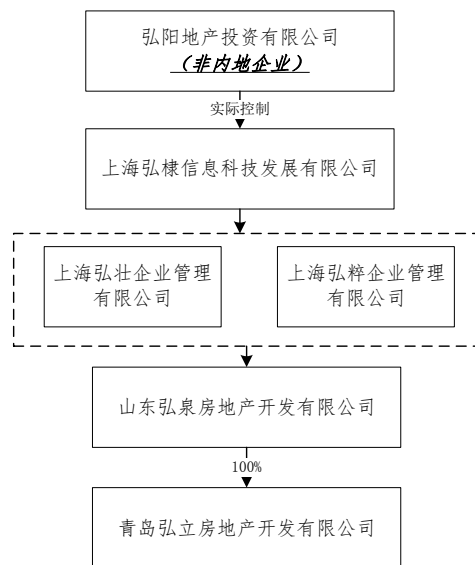 弘阳地产投资有限公司
（非内地企业）
实际控制
上海弘棣信息科技发展有限公司
上海弘壮企业管理
有限公司
上海弘粹企业管理
有限公司
山东弘泉房地产开发有限公司
100%
青岛弘立房地产开发有限公司